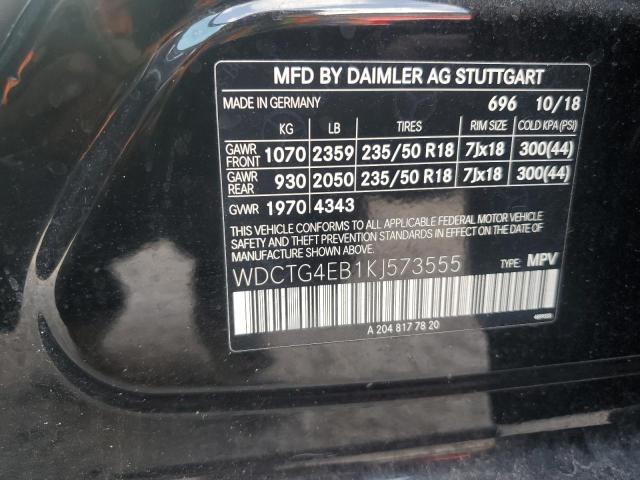 MFD BY DAIMLER AG STUTTGART
MADE IN GERMANY 696 10/18
KG LB TIRES RIM SIZE COLD KPA (PSI)
GAWR FRONT 1070 2359 235/50 R18 7Jx18 300(44)
GAWR REAR 930 2050 235/50 R18 7Jx18 300(44)
GVWR 1970 4343
THIS VEHICLE CONFORMS TO ALL APPLICABLE FEDERAL MOTOR VEHICLE
SAFETY, BUMPER, AND THEFT PREVENTION STANDARDS IN EFFECT ON THE DATE OF
MANUFACTURE SHOWN ABOVE.
WDCTG4EB1KJ573555 TYPE: MPV
A 204 817 78 20